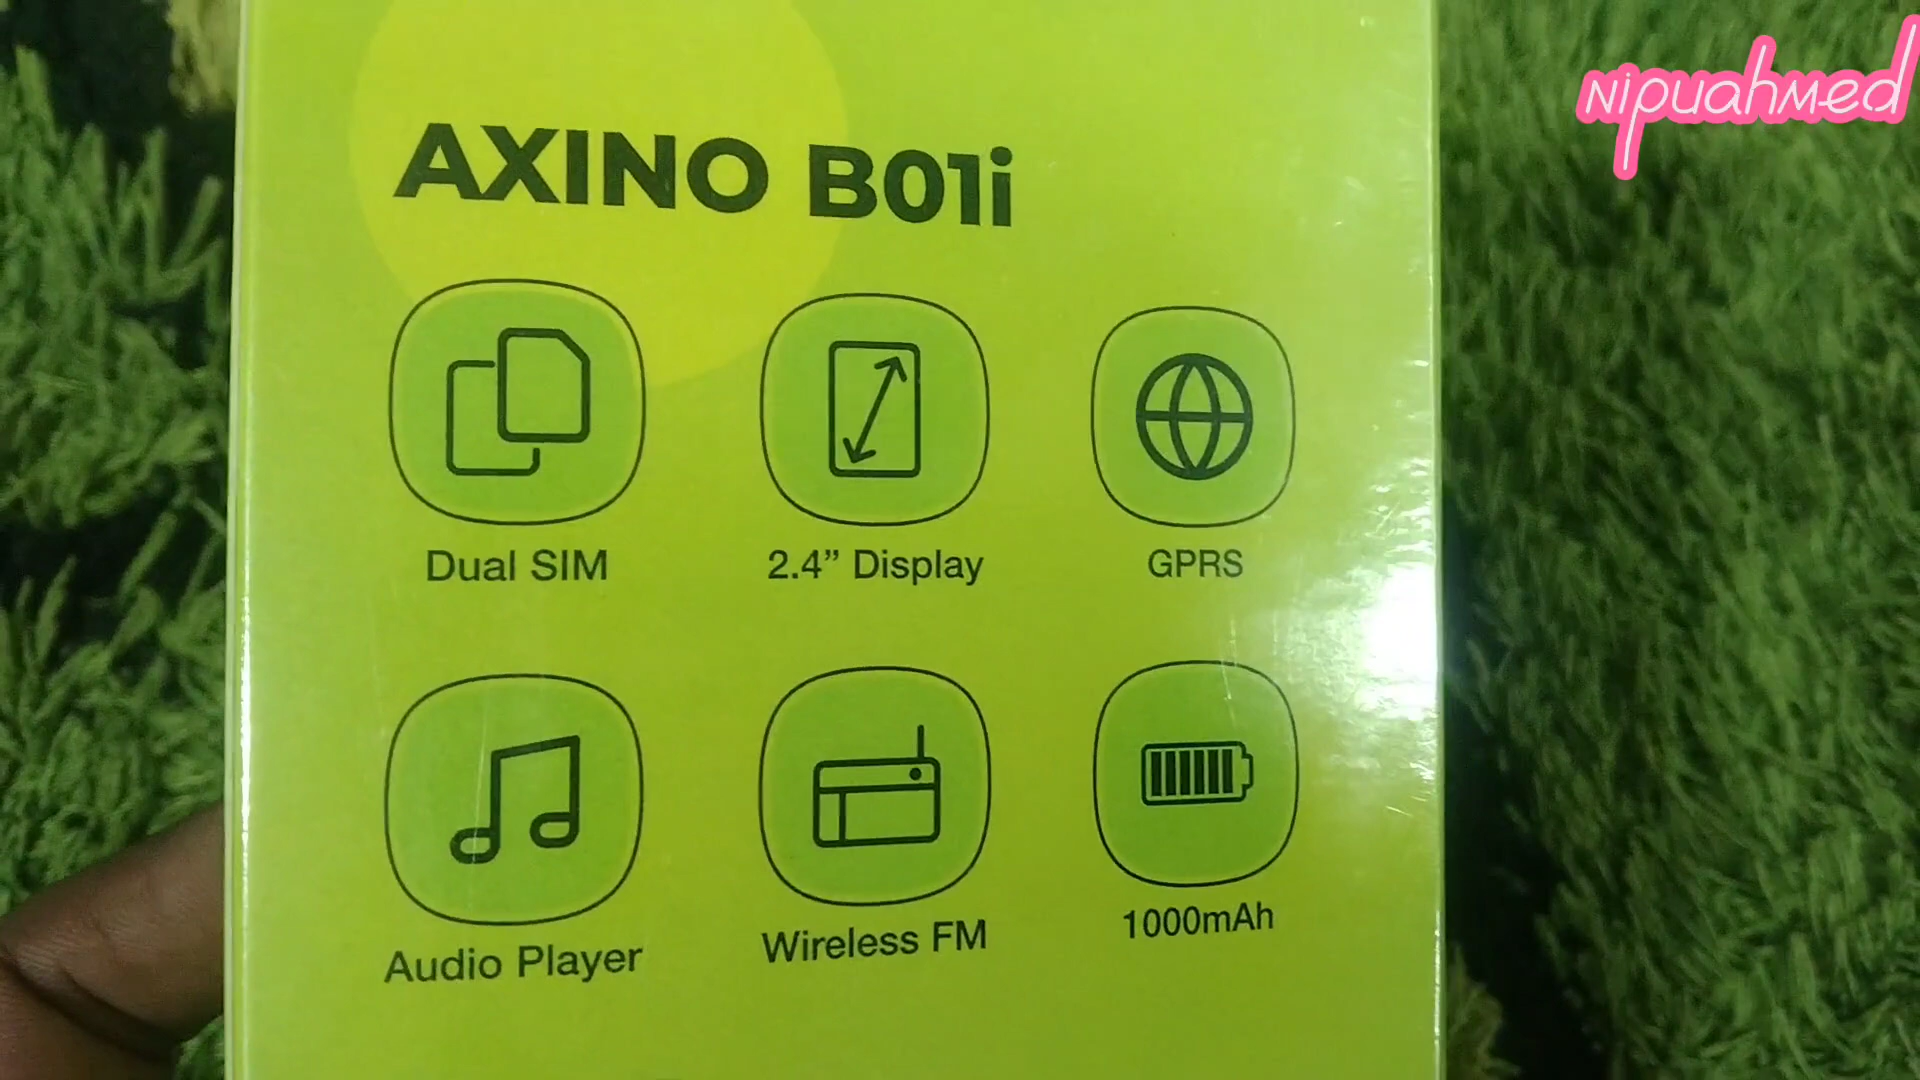 nipuahmed
AXINO B01i
Dual SIM
2.4” Display
GPRS
Audio Player
Wireless FM
1000mAh